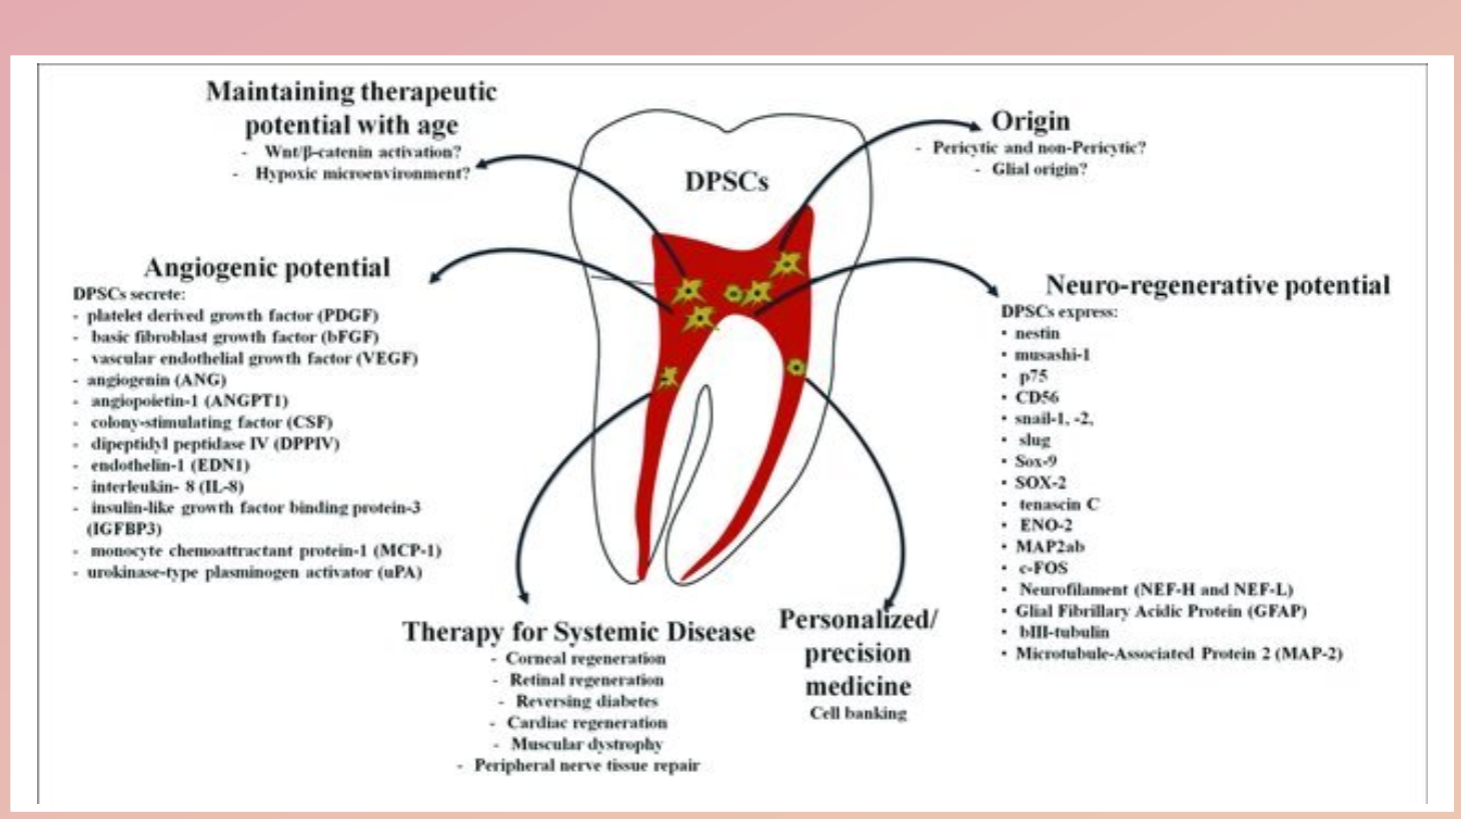 Maintaining therapeutic
potential with age
- Wnt/β-catenin activation?
- Hypoxic microenvironment?
Origin
- Pericytic and non-Pericytic?
- Glial origin?
DPSCs
Angiogenic potential
DPSCs secrete:
- platelet derived growth factor (PDGF)
- basic fibroblast growth factor (bFGF)
- vascular endothelial growth factor (VEGF)
- angiogenin (ANG)
- angiopoietin-1 (ANGPT1)
- colony-stimulating factor (CSF)
- dipeptidyl peptidase IV (DPPIV)
- endothelin-1 (EDN1)
- interleukin- 8 (IL-8)
- insulin-like growth factor binding protein-3
(IGFBP3)
- monocyte chemoattractant protein-1 (MCP-1)
- urokinase-type plasminogen activator (uPA)
Neuro-regenerative potential
DPSCs express:
• nestin
• musashi-1
• p75
• CD56
• snail-1, -2,
• slug
• Sox-9
• SOX-2
• tenascin C
• ENO-2
• MAP2ab
• c-FOS
• Neurofilament (NEF-H and NEF-L)
• Glial Fibrillary Acidic Protein (GFAP)
• bIII-tubulin
• Microtubule-Associated Protein 2 (MAP-2)
Therapy for Systemic Disease
- Corneal regeneration
- Retinal regeneration
- Reversing diabetes
- Cardiac regeneration
- Muscular dystrophy
- Peripheral nerve tissue repair
Personalized/
precision
medicine
Cell banking